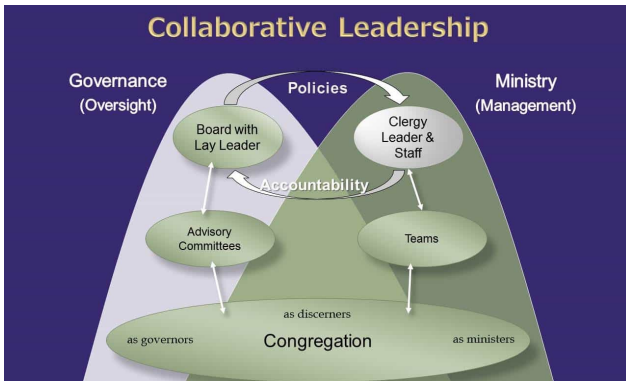 Collaborative Leadership
Governance
(Oversight)
Ministry
(Management)
Policies
Board with
Lay Leader
Clergy
Leader &
Staff
Accountability
Advisory
Committees
Teams
as discerners
as governors
Congregation
as ministers